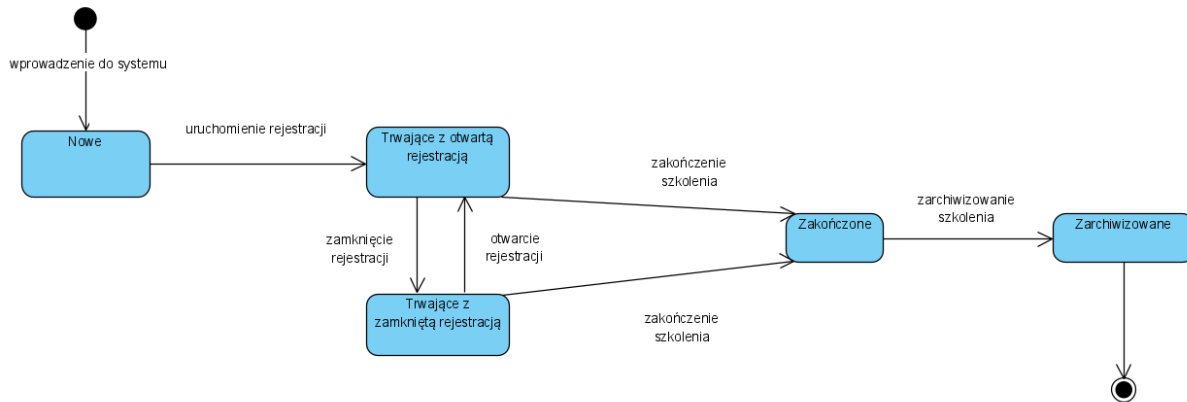 wprowadzenie do systemu
Nowe
uruchomienie rejestracji
Trwające z otwartą
rejestracją
zamknięcie
rejestracji
otwarcie
rejestracji
Trwające z
zamkniętą rejestracją
zakończenie
szkolenia
zakończenie
szkolenia
Zakończone
zarchiwizowanie
szkolenia
Zarchiwizowane